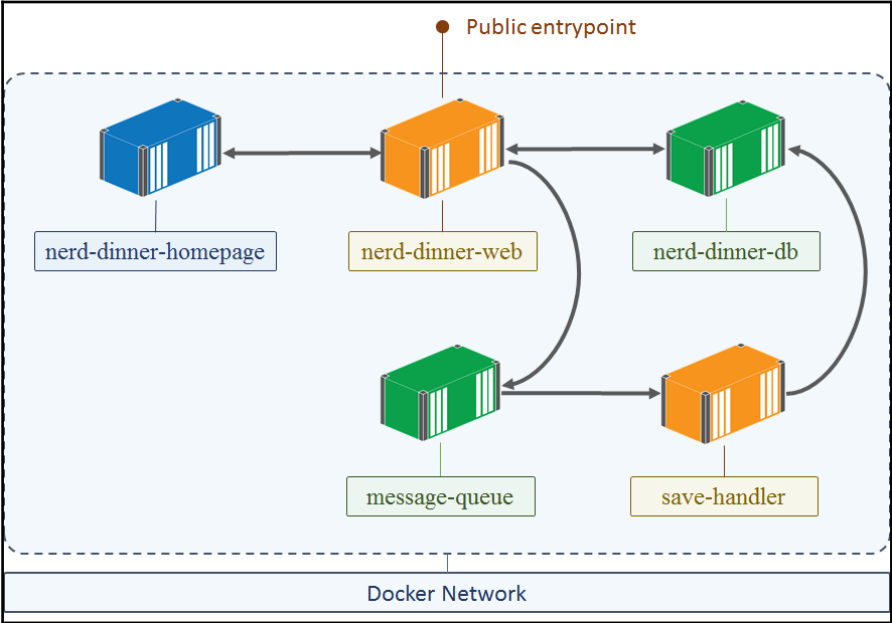 Public entrypoint
nerd-dinner-homepage
nerd-dinner-web
nerd-dinner-db
message-queue
save-handler
Docker Network